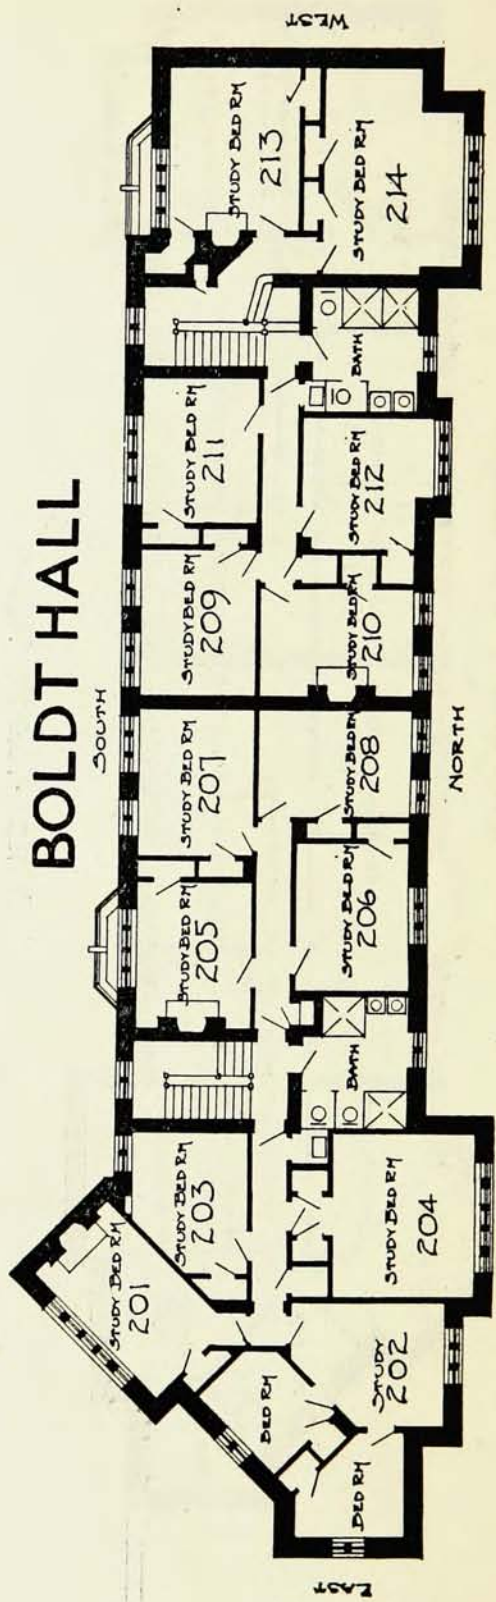 BOLDT HALL
SOUTH
WEST
EAST
NORTH
STUDY BED RM
201
STUDY BED RM
203
STUDY BED RM
205
STUDY BED RM
207
STUDY BED RM
209
STUDY BED RM
211
STUDY BED RM
213
BED RM
BED RM
STUDY
202
STUDY BED RM
204
BATH
STUDY BED RM
206
STUDY BED RM
208
STUDY BED RM
210
STUDY BED RM
212
BATH
STUDY BED RM
214